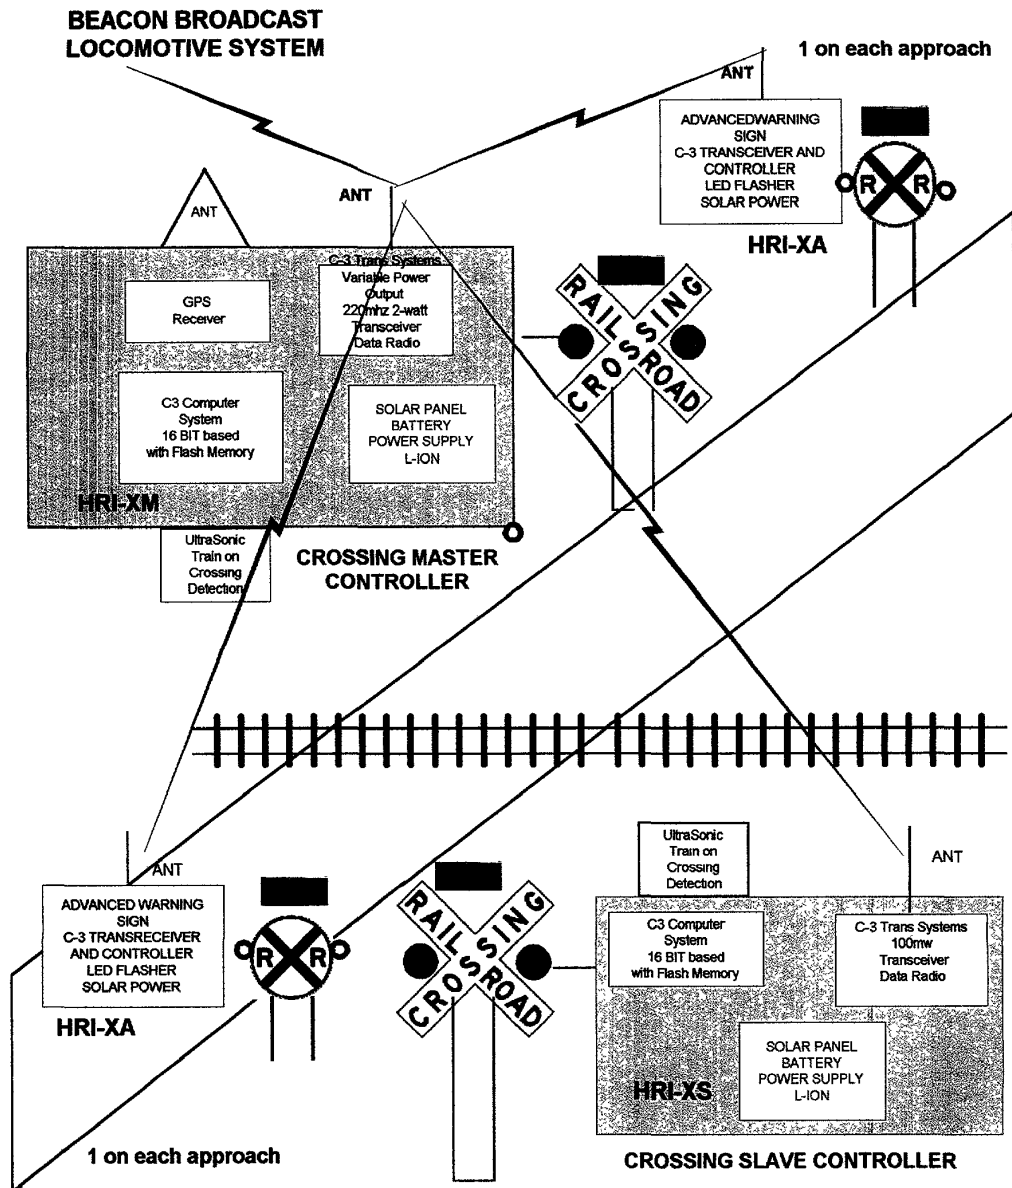 BEACON BROADCAST
LOCOMOTIVE SYSTEM
1 on each approach
ANT
ADVANCEDWARNING
SIGN
C-3 TRANSCEIVER AND
CONTROLLER
LED FLASHER
SOLAR POWER
R R
HRI-XA
ANT
ANT
GPS
Receiver
C-3 Trans Systems
Variable Power
Output
220mhz 2-watt
Transceiver
Data Radio
C3 Computer
System
16 BIT based
with Flash Memory
SOLAR PANEL
BATTERY
POWER SUPPLY
L-ION
HRI-XM
RAILROAD
CROSSING
UltraSonic
Train on
Crossing
Detection
CROSSING MASTER
CONTROLLER
ANT
ADVANCED WARNING
SIGN
C-3 TRANSRECEIVER
AND CONTROLLER
LED FLASHER
SOLAR POWER
HRI-XA
R R
1 on each approach
RAILROAD
CROSSING
UltraSonic
Train on
Crossing
Detection
ANT
C3 Computer
System
16 BIT based
with Flash Memory
C-3 Trans Systems
100mw
Transceiver
Data Radio
SOLAR PANEL
BATTERY
POWER SUPPLY
L-ION
HRI-XS
CROSSING SLAVE CONTROLLER